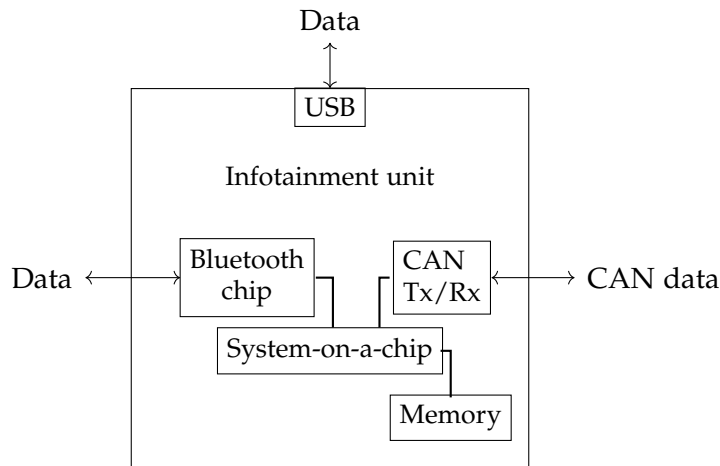 Data
USB
Infotainment unit
Data
Bluetooth
chip
CAN
Tx/Rx
CAN data
System-on-a-chip
Memory